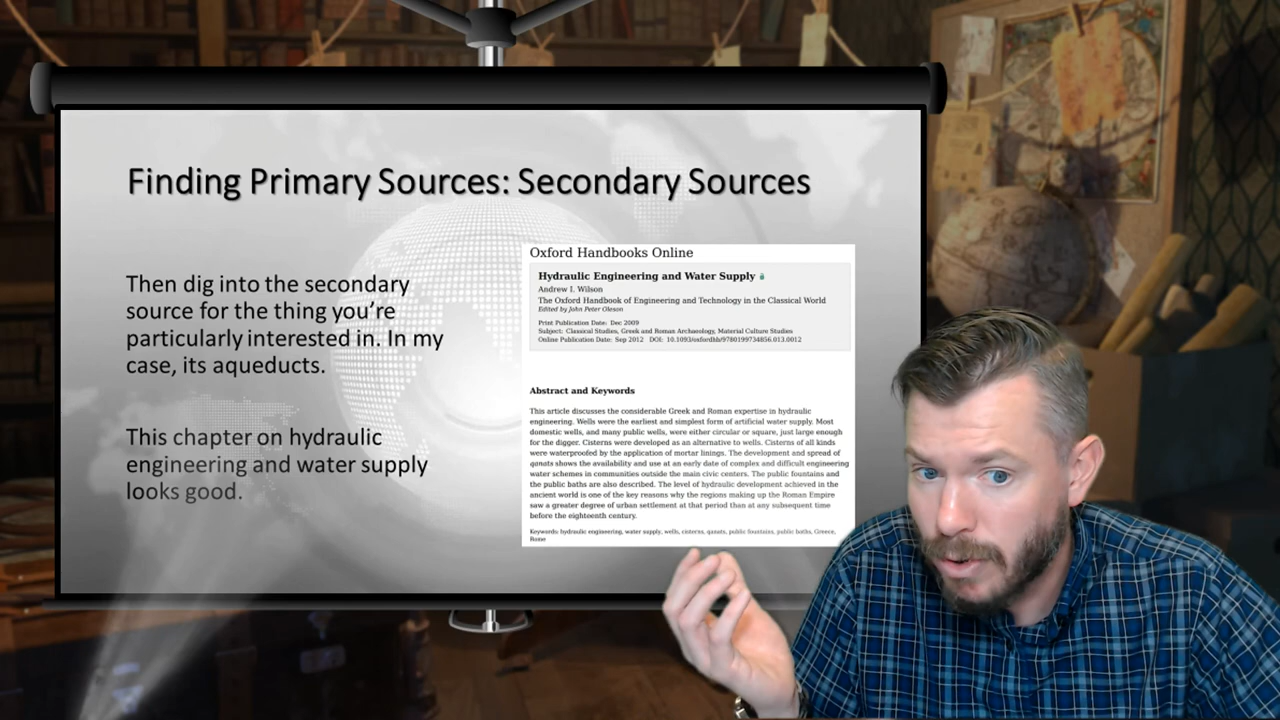 Finding Primary Sources: Secondary Sources
Then dig into the secondary
source for the thing you're
particularly interested in. In my
case, its aqueducts.
This chapter on hydraulic
engineering and water supply
looks good.
Oxford Handbooks Online
Hydraulic Engineering and Water Supply
Andrew I. Wilson
The Oxford Handbook of Engineering and Technology in the Classical World
Edited by John Peter Oleson
Print Publication Date: Dec 2009
Subject: Classical Studies, Greek and Roman Archaeology, Material Culture Studies
Online Publication Date: Sep 2012 DOI: 10.1093/oxfordhb/9780199734856.013.0012
Abstract and Keywords
This article discusses the considerable Greek and Roman expertise in hydraulic
engineering. Wells were the earliest and simplest form of artificial water supply. Most
domestic wells, and many public wells, were either circular or square, just large enough
for the digger. Cisterns were developed as an alternative to wells. Cisterns of all kinds
were waterproofed by the application of mortar linings. The development and spread of
qanats shows the availability and use at an early date of complex and difficult engineering
water schemes in communities outside the main civic centers. The public fountains and
the public baths are also described. The level of hydraulic development achieved in the
ancient world is one of the key reasons why the regions making up the Roman Empire
saw a greater degree of urban settlement at that period than at any subsequent time
before the eighteenth century.
Keywords: hydraulic engineering, water supply, wells, cisterns, qanats, public fountains, public baths, Greece,
Rome